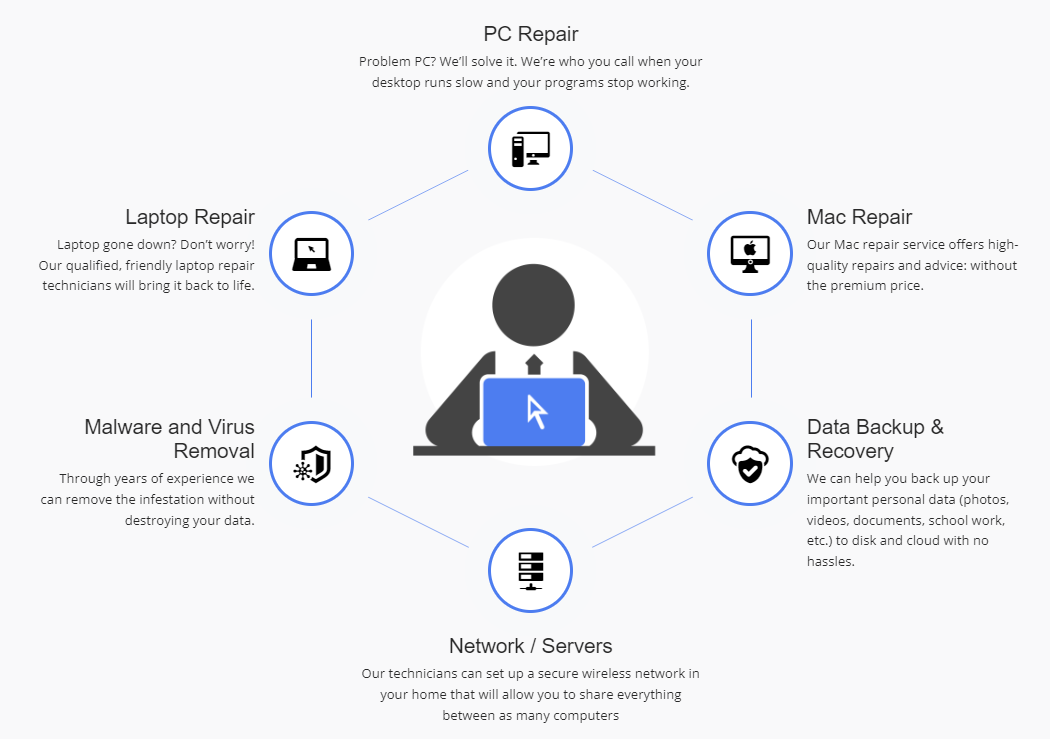 PC Repair
Problem PC? We’ll solve it. We’re who you call when your
desktop runs slow and your programs stop working.
Laptop Repair
Laptop gone down? Don’t worry!
Our qualified, friendly laptop repair
technicians will bring it back to life.
Mac Repair
Our Mac repair service offers high-
quality repairs and advice: without
the premium price.
Malware and Virus
Removal
Through years of experience we
can remove the infestation without
destroying your data.
Data Backup &
Recovery
We can help you back up your
important personal data (photos,
videos, documents, school work,
etc.) to disk and cloud with no
hassles.
Network / Servers
Our technicians can set up a secure wireless network in
your home that will allow you to share everything
between as many computers